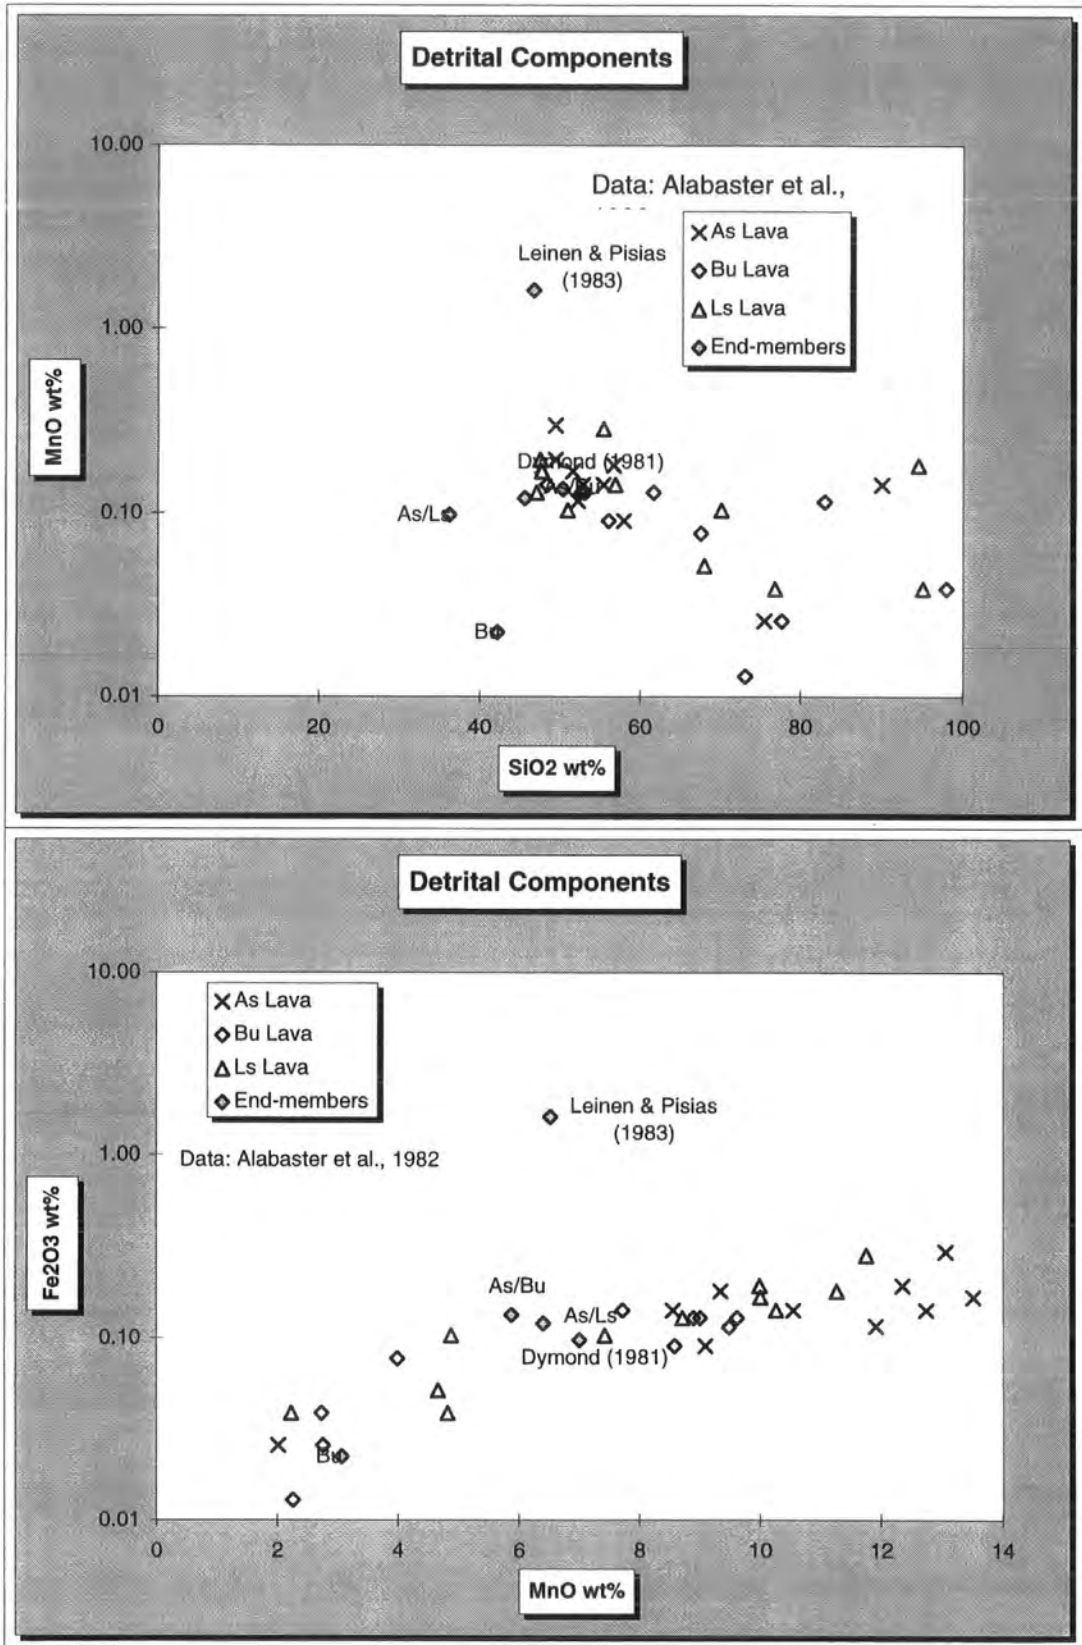 Detrital Components
10.00
Data: Alabaster et al.,
As Lava
Leinen & Pisias
(1983)
Bu Lava
Ls Lava
1.00
End-members
MnO wt%
Dymond (1981)
As/Ls
0.10
Bu
0.01
0
20
40
60
80
100
SiO2 wt%
Detrital Components
10.00
As Lava
Bu Lava
Ls Lava
End-members
Leinen & Pisias
(1983)
1.00
Data: Alabaster et al., 1982
Fe2O3 wt%
As/Bu
As/Ls
0.10
Dymond (1981)
Bu
0.01
0
2
4
6
8
10
12
14
MnO wt%